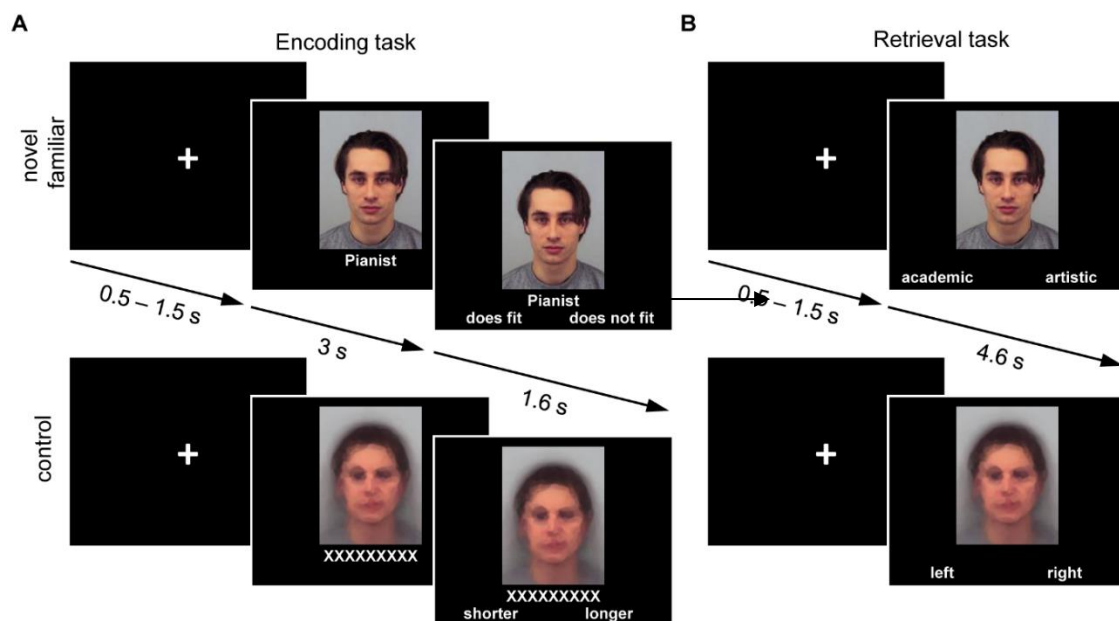 A
Encoding task
novel
familiar
Pianist
Pianist
does fit does not fit
0.5 – 1.5 s
3 s
1.6 s
control
XXXXXXXXX
XXXXXXXXX
shorter longer
B
Retrieval task
academic artistic
0.5 – 1.5 s
4.6 s
left right